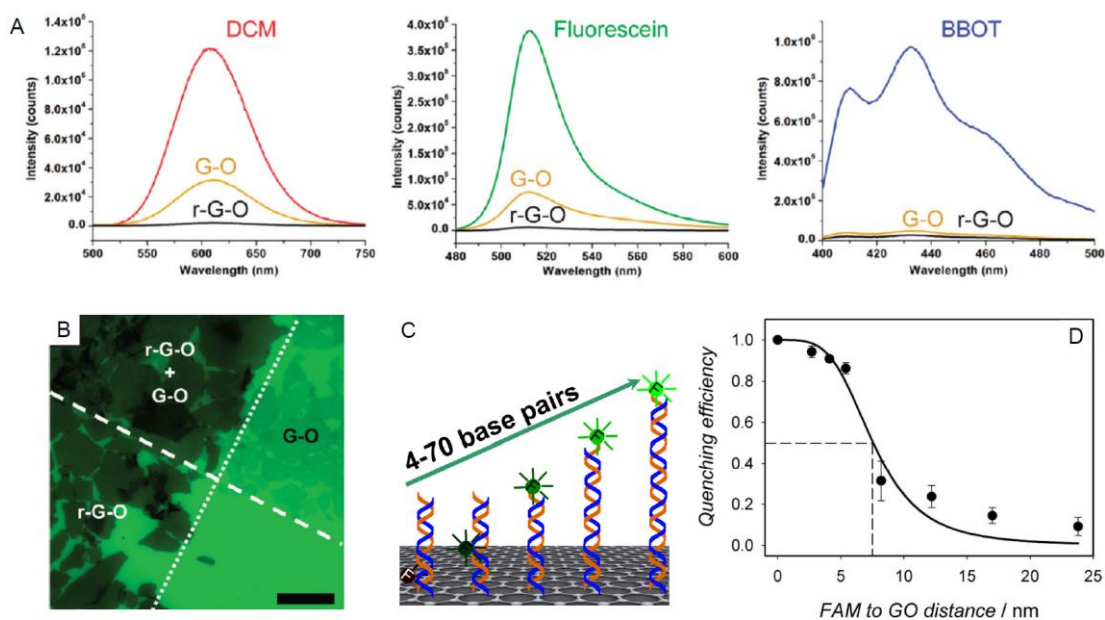 A
DCM
Intensity (counts)
1.4x10⁵
1.2x10⁵
1.0x10⁵
8.0x10⁴
6.0x10⁴
4.0x10⁴
2.0x10⁴
0.0
G-O
r-G-O
500 550 600 650 700 750
Wavelength (nm)
Fluorescein
Intensity (counts)
4.0x10⁵
3.5x10⁵
3.0x10⁵
2.5x10⁵
2.0x10⁵
1.5x10⁵
1.0x10⁵
5.0x10⁴
0.0
G-O
r-G-O
480 500 520 540 560 580 600
Wavelength (nm)
BBOT
Intensity (counts)
1.0x10⁶
8.0x10⁵
6.0x10⁵
4.0x10⁵
2.0x10⁵
0.0
G-O r-G-O
400 420 440 460 480 500
Wavelength (nm)
B
r-G-O
+
G-O
G-O
r-G-O
C
4-70 base pairs
F
F
F
F
D
Quenching efficiency
1.0
0.8
0.6
0.4
0.2
0.0
0 5 10 15 20 25
FAM to GO distance / nm